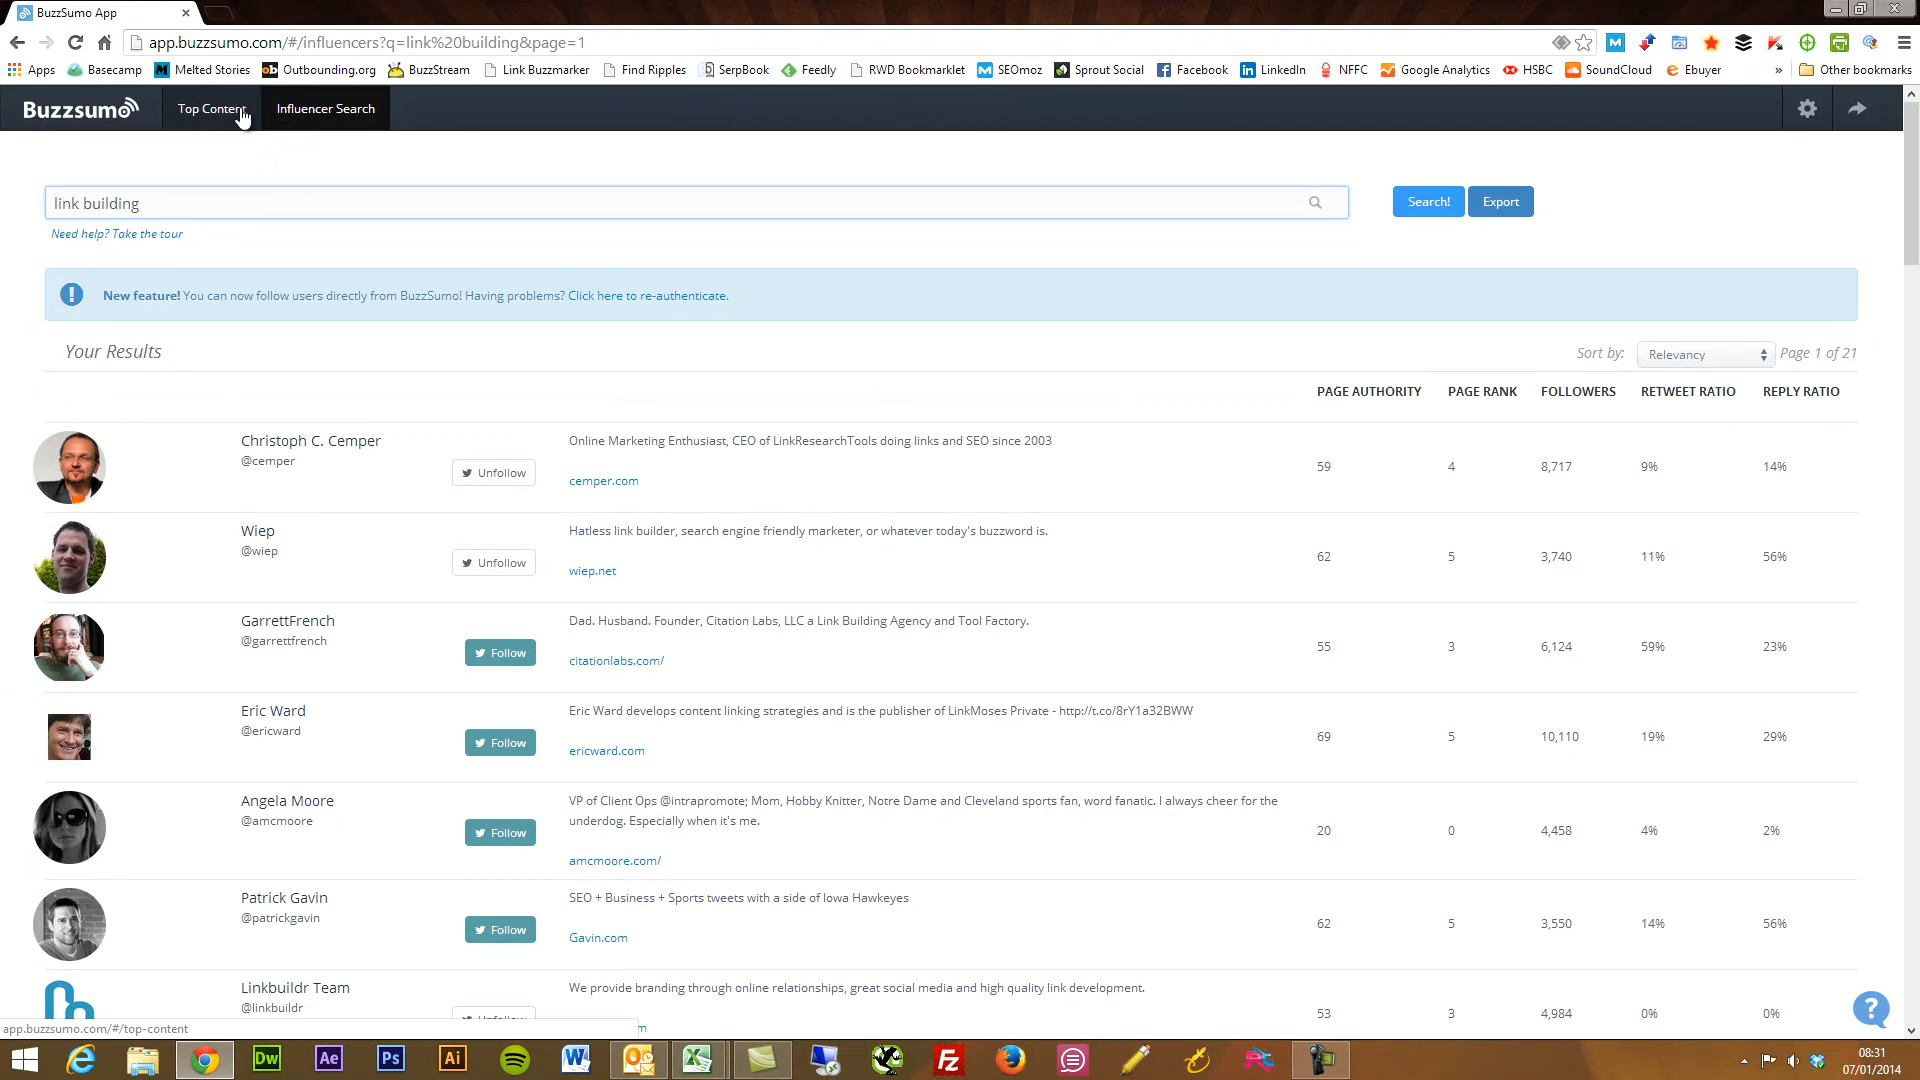 BuzzSumo App
app.buzzsumo.com/#/influencers?q=link%20building&page=1
Apps Basecamp Melted Stories Outbounding.org BuzzStream Link Buzzmarker Find Ripples SerpBook Feedly RWD Bookmarklet SEOmoz Sprout Social Facebook LinkedIn NFFC Google Analytics HSBC SoundCloud Ebuyer » Other bookmarks
Buzzsumo Top Content Influencer Search
link building Search! Export
Need help? Take the tour
New feature! You can now follow users directly from BuzzSumo! Having problems? Click here to re-authenticate.
Your Results Sort by: Relevancy Page 1 of 21
PAGE AUTHORITY PAGE RANK FOLLOWERS RETWEET RATIO REPLY RATIO
Christoph C. Cemper Online Marketing Enthusiast, CEO of LinkResearchTools doing links and SEO since 2003
@cemper
Unfollow 59 4 8,717 9% 14%
cemper.com
Wiep Hatless link builder, search engine friendly marketer, or whatever today's buzzword is.
@wiep
Unfollow 62 5 3,740 11% 56%
wiep.net
GarrettFrench Dad. Husband. Founder, Citation Labs, LLC a Link Building Agency and Tool Factory.
@garrettfrench
Follow 55 3 6,124 59% 23%
citationlabs.com/
Eric Ward Eric Ward develops content linking strategies and is the publisher of LinkMoses Private - http://t.co/8rY1a32BWW
@ericward
Follow 69 5 10,110 19% 29%
ericward.com
Angela Moore VP of Client Ops @intrapromote; Mom, Hobby Knitter, Notre Dame and Cleveland sports fan, word fanatic. I always cheer for the
@amcmoore underdog. Especially when it's me.
Follow 20 0 4,458 4% 2%
amcmoore.com/
Patrick Gavin SEO + Business + Sports tweets with a side of Iowa Hawkeyes
@patrickgavin
Follow 62 5 3,550 14% 56%
Gavin.com
Linkbuildr Team We provide branding through online relationships, great social media and high quality link development.
@linkbuildr
53 3 4,984 0% 0%
app.buzzsumo.com/#/top-content
Dw Ae Ps Ai
08:31
07/01/2014